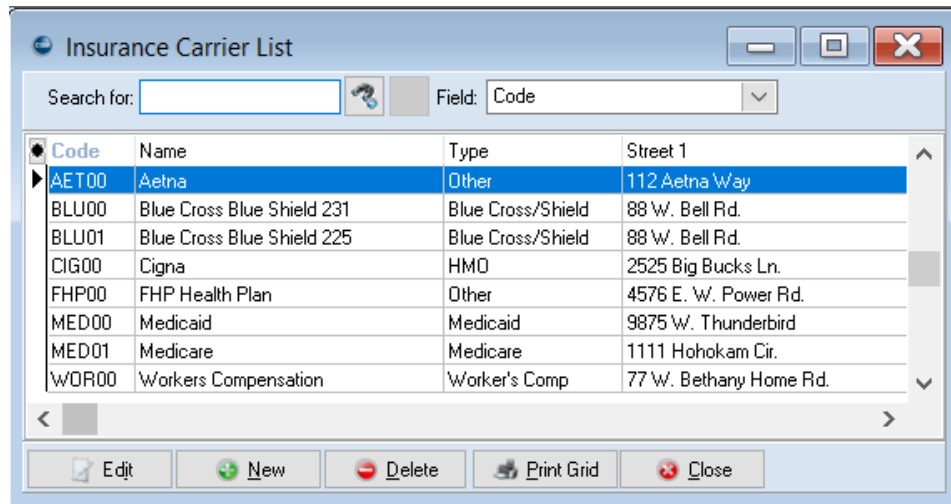 Insurance Carrier List
Search for: Field: Code
Code Name Type Street 1
AET00 Aetna Other 112 Aetna Way
BLU00 Blue Cross Blue Shield 231 Blue Cross/Shield 88 W. Bell Rd.
BLU01 Blue Cross Blue Shield 225 Blue Cross/Shield 88 W. Bell Rd.
CIG00 Cigna HMO 2525 Big Bucks Ln.
FHP00 FHP Health Plan Other 4576 E. W. Power Rd.
MED00 Medicaid Medicaid 9875 W. Thunderbird
MED01 Medicare Medicare 1111 Hohokam Cir.
WOR00 Workers Compensation Worker's Comp 77 W. Bethany Home Rd.
Edit New Delete Print Grid Close